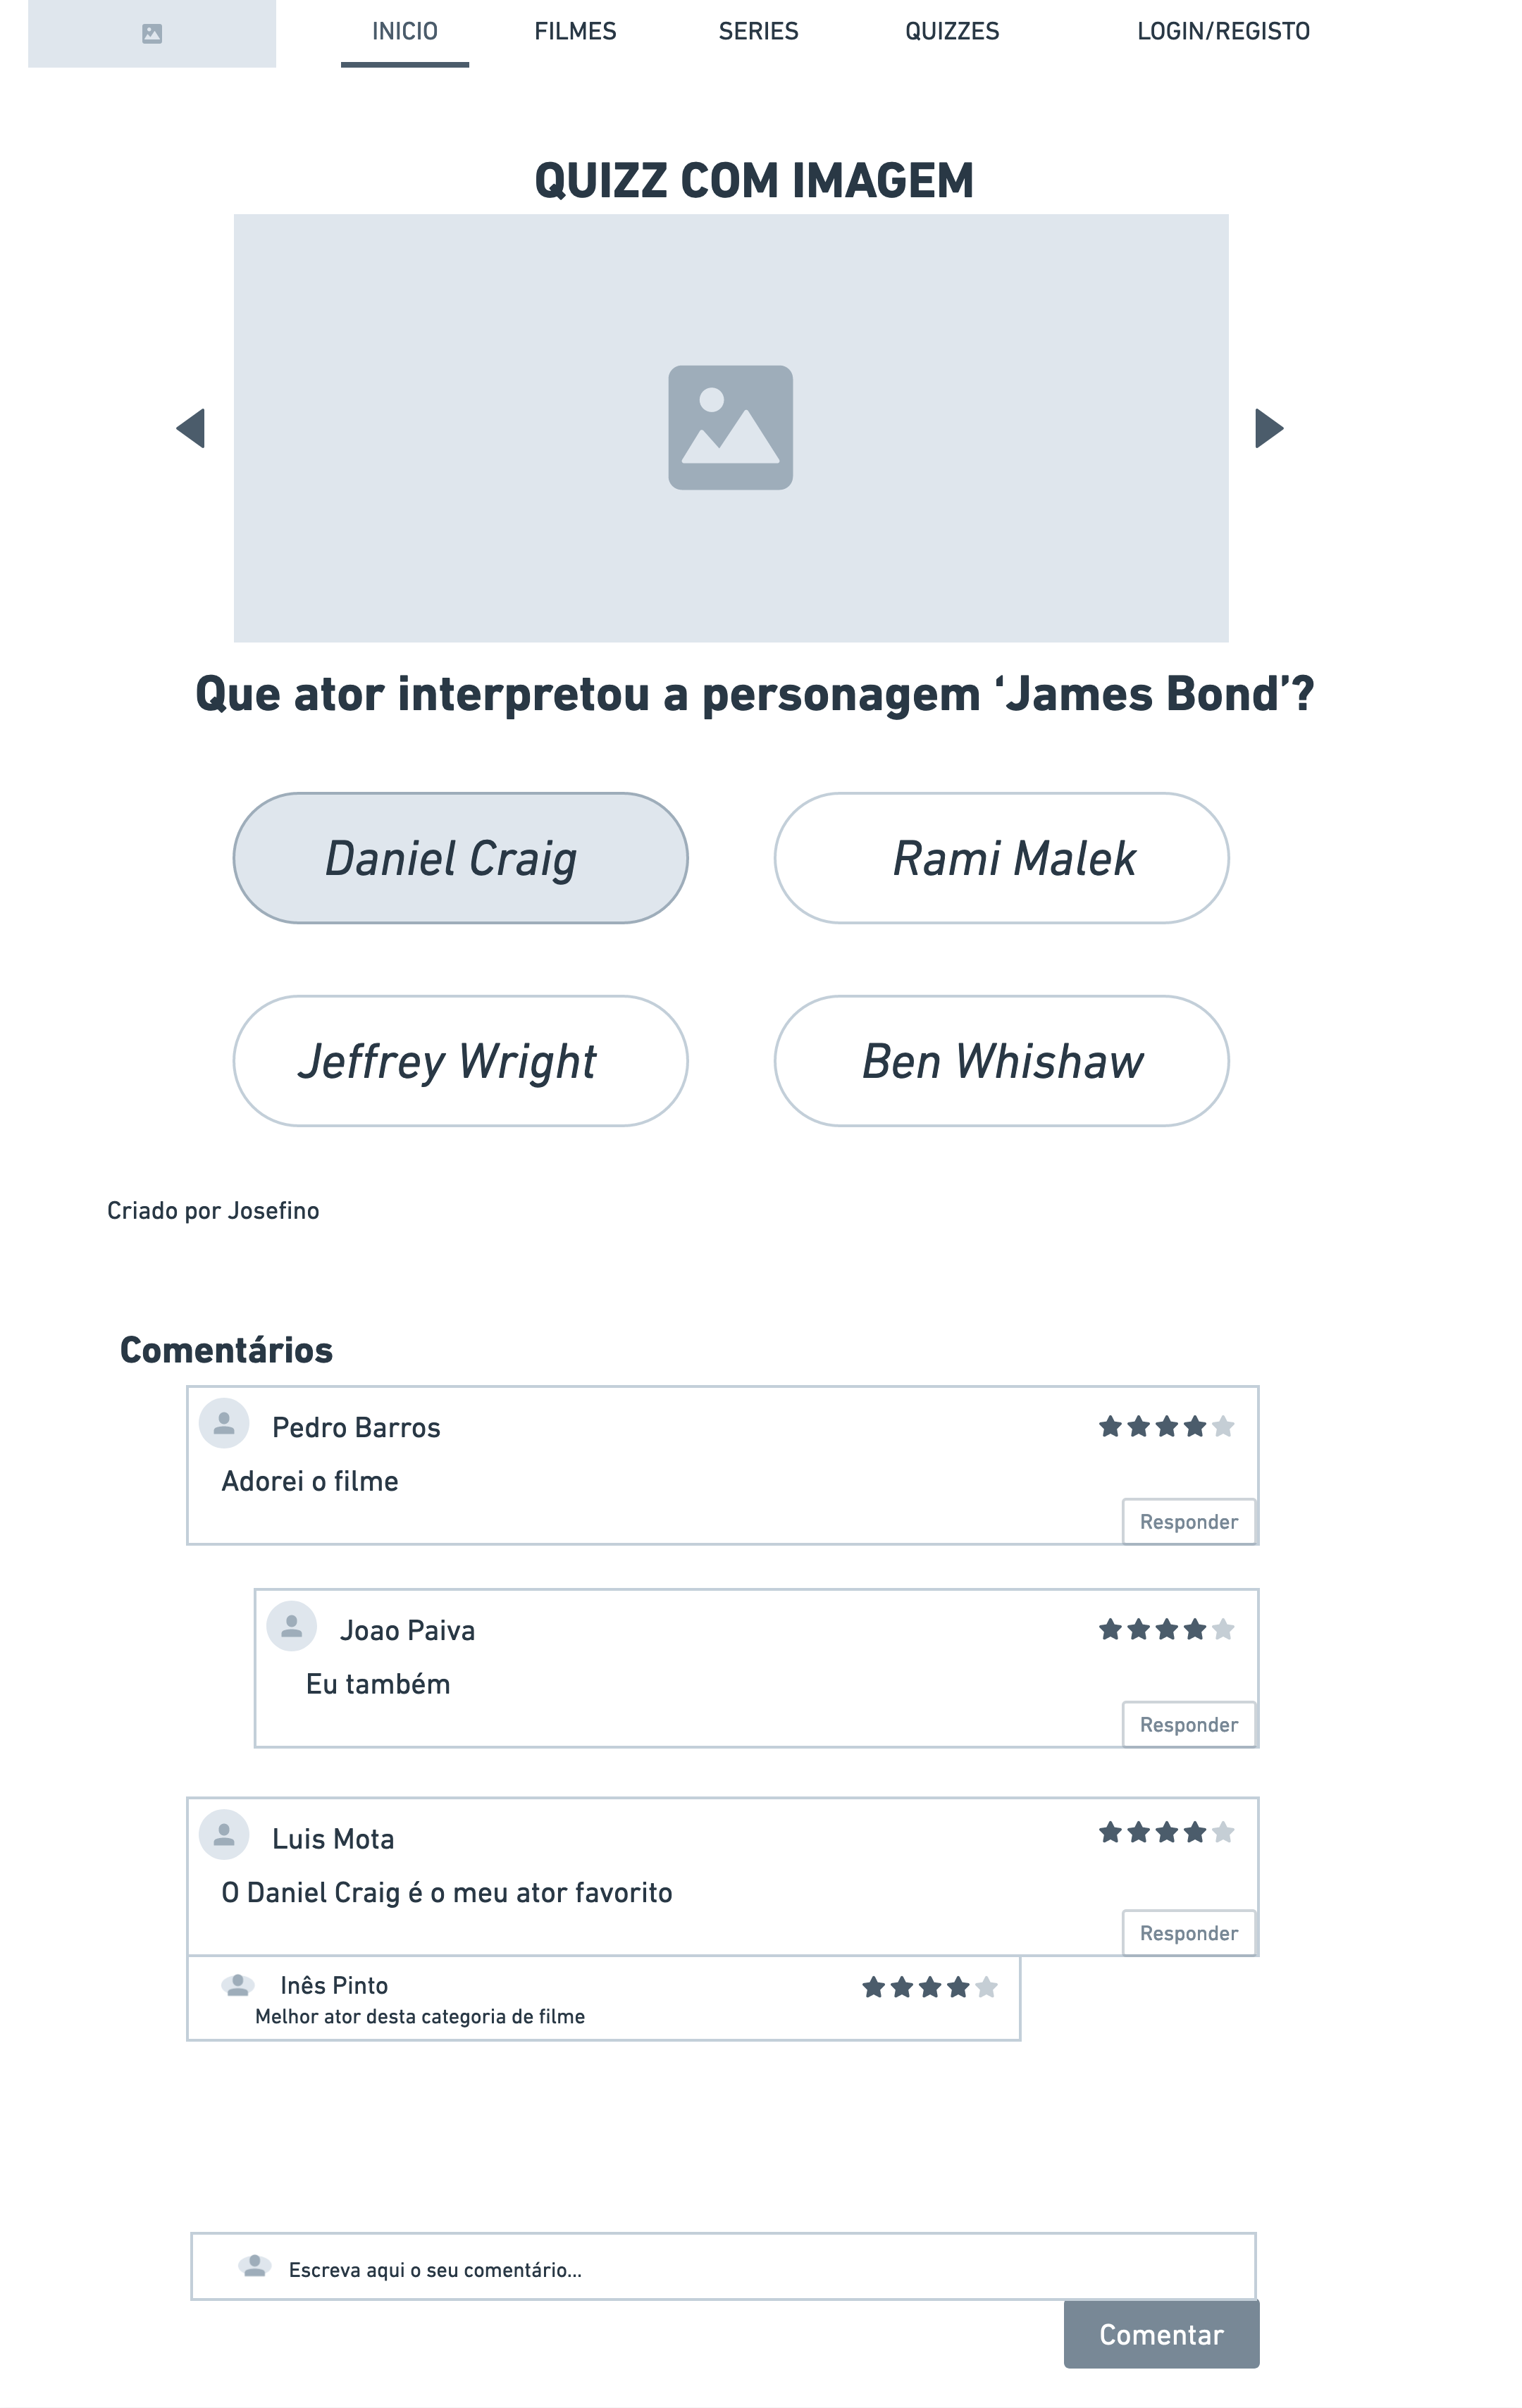 INICIO FILMES SERIES QUIZZES LOGIN/REGISTO
QUIZZ COM IMAGEM
Que ator interpretou a personagem ‘James Bond’?
Daniel Craig
Rami Malek
Jeffrey Wright
Ben Whishaw
Criado por Josefino
Comentários
Pedro Barros
Adorei o filme
Responder
Joao Paiva
Eu também
Responder
Luis Mota
O Daniel Craig é o meu ator favorito
Responder
Inês Pinto
Melhor ator desta categoria de filme
Escreva aqui o seu comentário...
Comentar